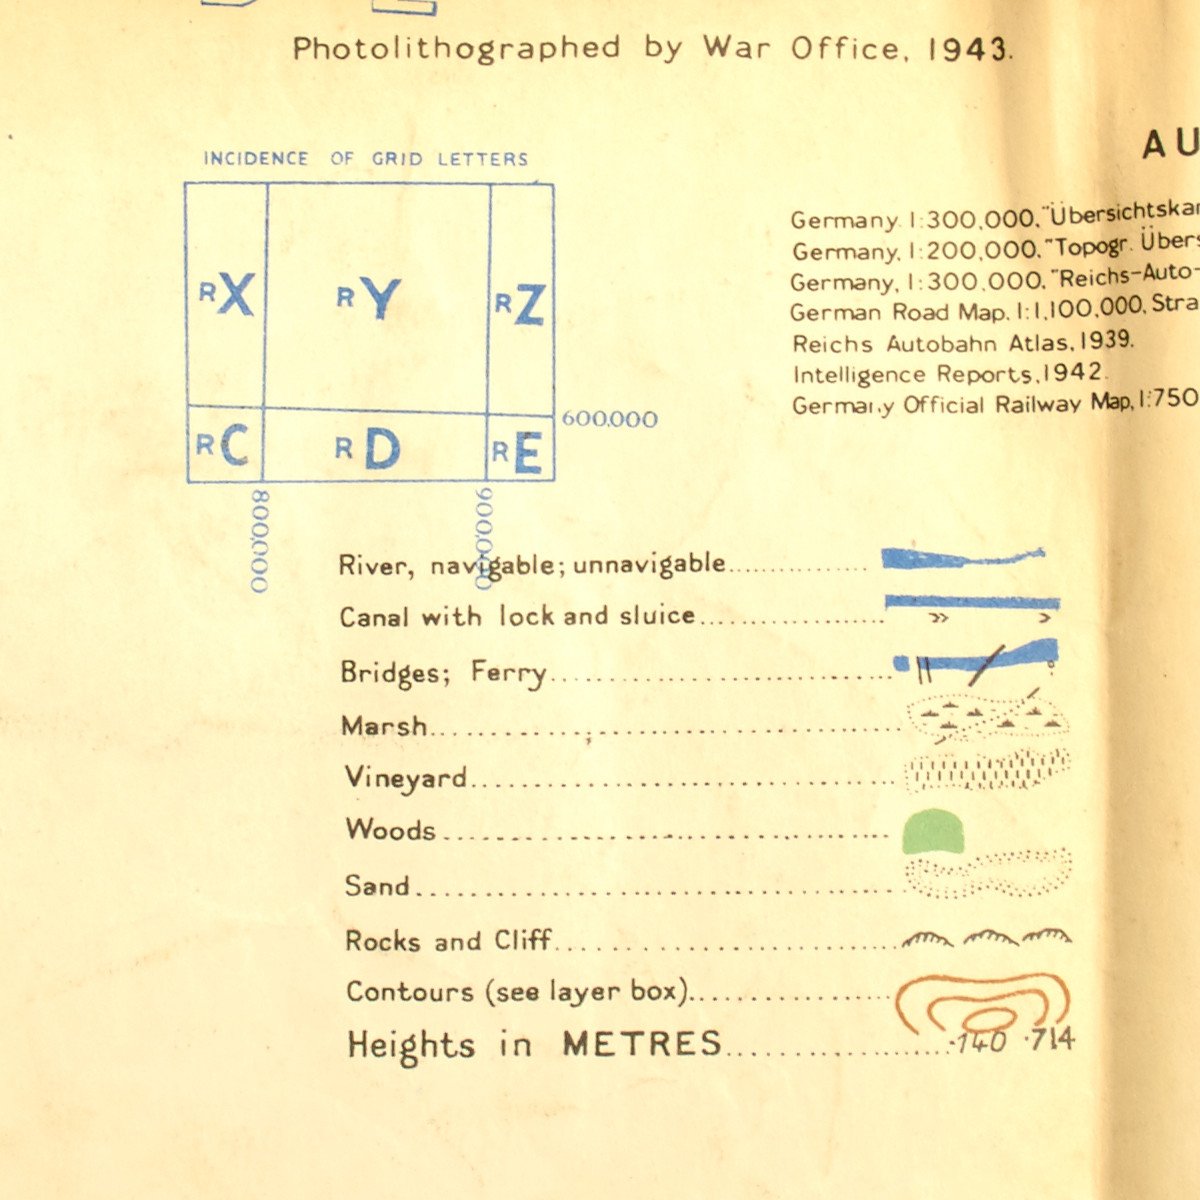 Photolithographed by War Office, 1943.
INCIDENCE OF GRID LETTERS
RX RY RZ
RC RD RE
600,000
800,000
900,000
AU
Germany. 1:300,000. "Übersichtskar
Germany, 1:200,000. "Topogr. Übers
Germany, 1:300,000. "Reichs-Auto-
German Road Map, 1:1,100,000, Stra
Reichs Autobahn Atlas, 1939.
Intelligence Reports, 1942.
Germany Official Railway Map, 1:750
River, navigable; unnavigable
Canal with lock and sluice
Bridges; Ferry
Marsh
Vineyard
Woods
Sand
Rocks and Cliff
Contours (see layer box)
Heights in METRES ·140 ·714